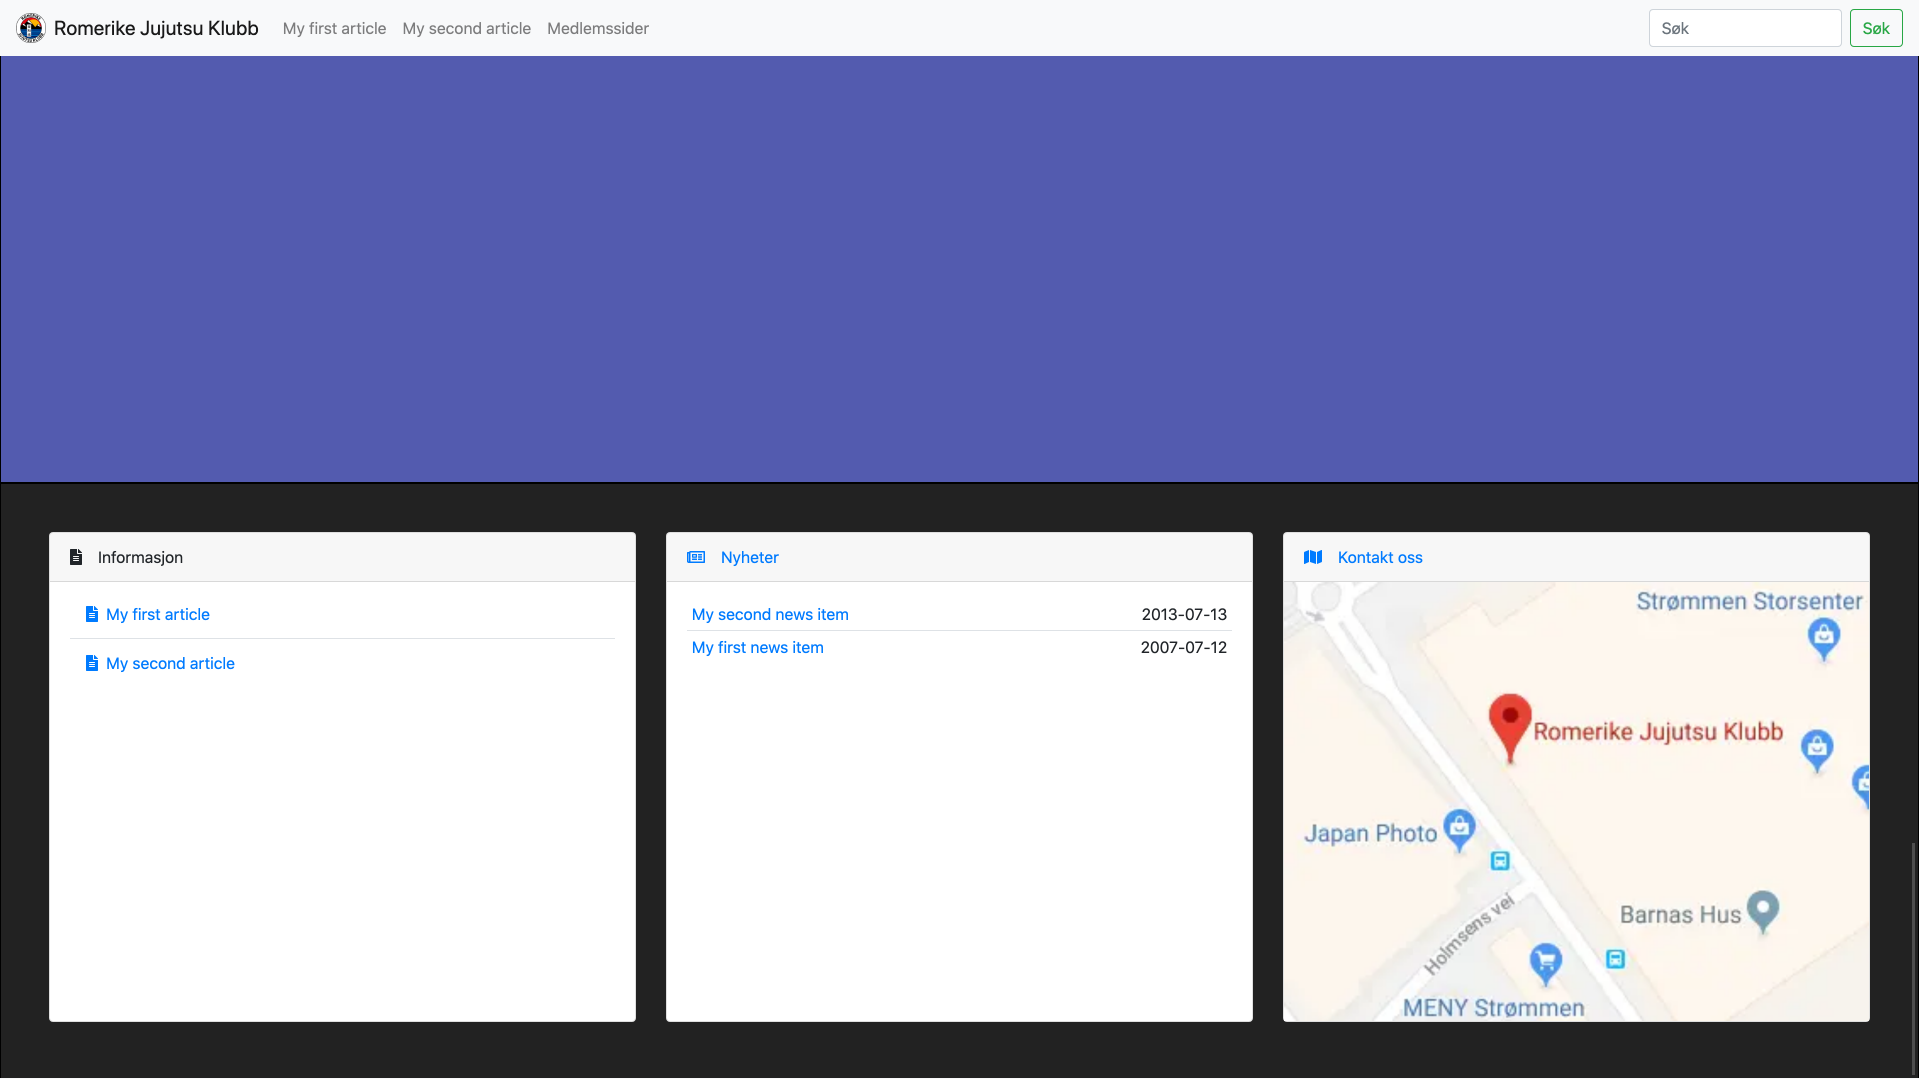 Romerike Jujutsu Klubb My first article My second article Medlemssider Søk Søk
Informasjon
My first article
My second article
Nyheter
My second news item 2013-07-13
My first news item 2007-07-12
Kontakt oss
Strømmen Storsenter
Romerike Jujutsu Klubb
Japan Photo
Barnas Hus
Holmsens vei
MENY Strømmen